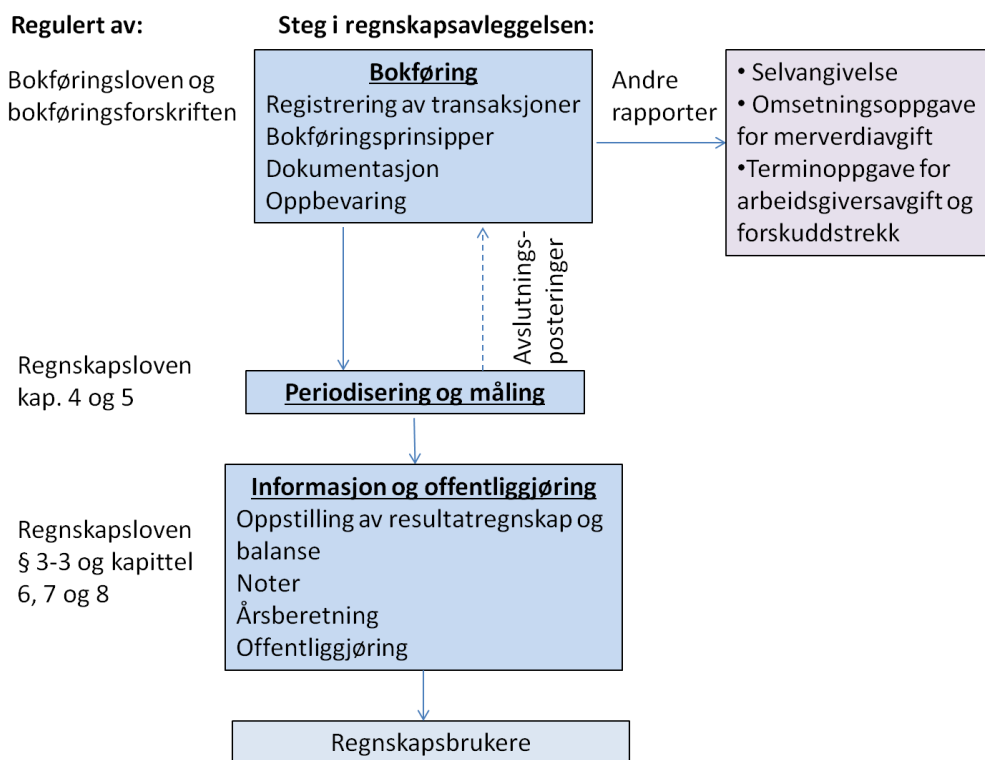 Regulert av:
Steg i regnskapsavleggelsen:
Bokføringsloven og
bokføringsforskriften
Bokføring
Registrering av transaksjoner
Bokføringsprinsipper
Dokumentasjon
Oppbevaring
Andre
rapporter
• Selvangivelse
• Omsetningsoppgave
for merverdiavgift
•Terminoppgave for
arbeidsgiversavgift og
forskuddstrekk
Avslutnings-
posteringer
Regnskapsloven
kap. 4 og 5
Periodisering og måling
Regnskapsloven
§ 3-3 og kapittel
6, 7 og 8
Informasjon og offentliggjøring
Oppstilling av resultatregnskap og
balanse
Noter
Årsberetning
Offentliggjøring
Regnskapsbrukere